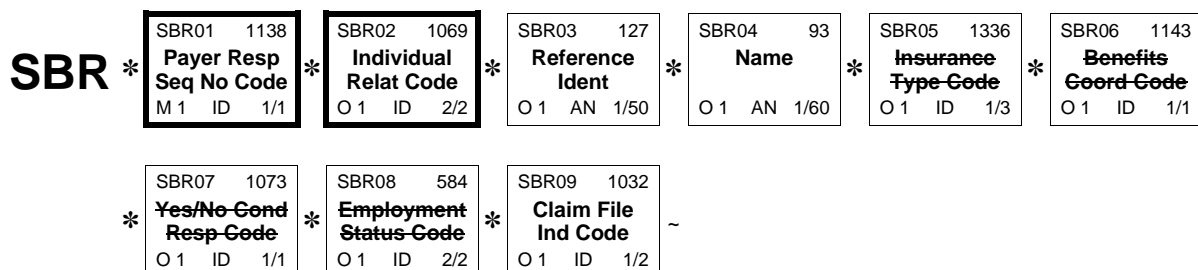 SBR * SBR01 1138 * SBR02 1069 * SBR03 127 * SBR04 93 * SBR05 1336 * SBR06 1143
Payer Resp Individual Reference Name Insurance Benefits
Seq No Code Relat Code Ident Type Code Coord Code
M 1 ID 1/1 O 1 ID 2/2 O 1 AN 1/50 O 1 AN 1/60 O 1 ID 1/3 O 1 ID 1/1
* SBR07 1073 * SBR08 584 * SBR09 1032 ~
Yes/No Cond Employment Claim File
Resp Code Status Code Ind Code
O 1 ID 1/1 O 1 ID 2/2 O 1 ID 1/2